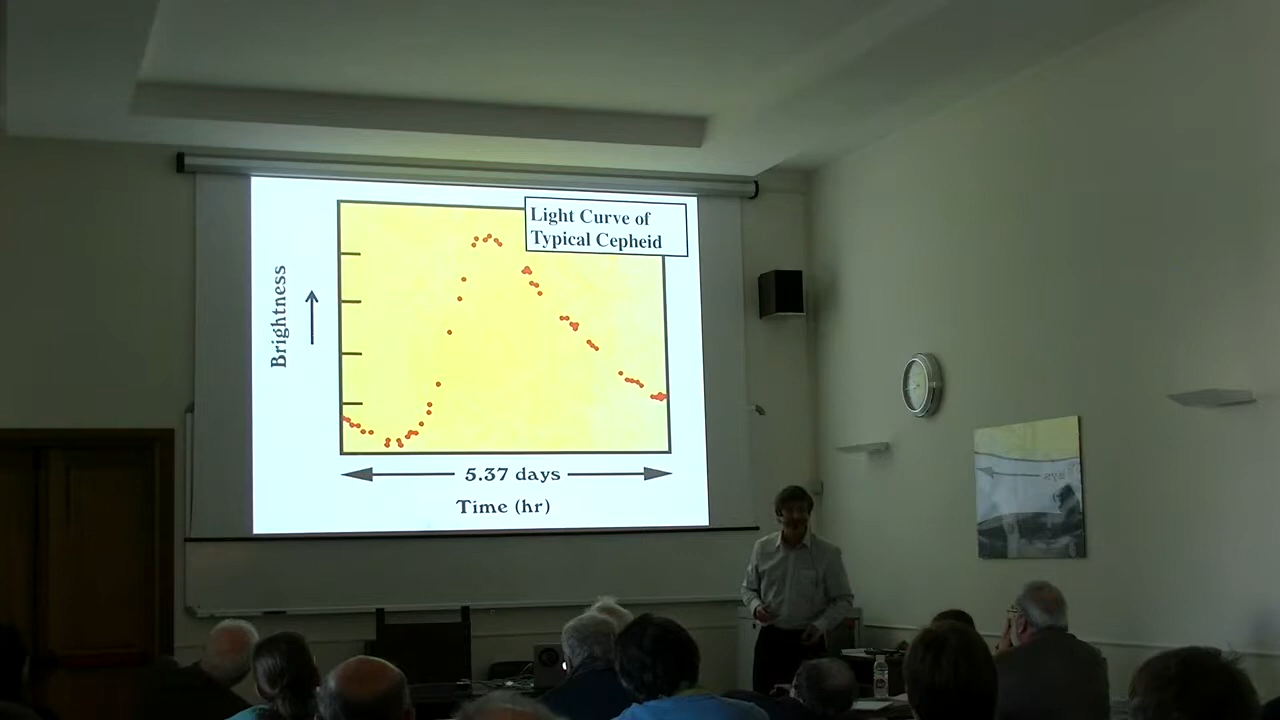 Light Curve of
Typical Cepheid
Brightness
5.37 days
Time (hr)